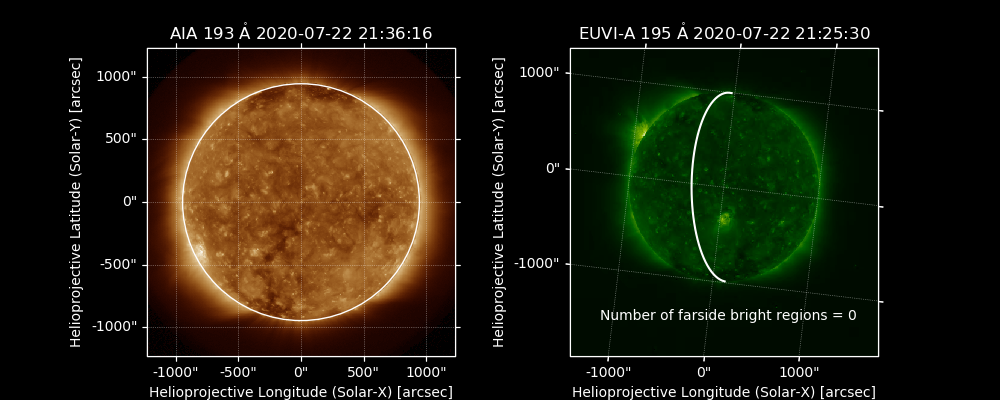 AIA 193 Å 2020-07-22 21:36:16
EUVI-A 195 Å 2020-07-22 21:25:30
Helioprojective Latitude (Solar-Y) [arcsec]
1000"
500"
0"
-500"
-1000"
-1000"
-500"
0"
500"
1000"
Helioprojective Longitude (Solar-X) [arcsec]
Helioprojective Latitude (Solar-Y) [arcsec]
1000"
0"
-1000"
Number of farside bright regions = 0
-1000"
0"
1000"
Helioprojective Longitude (Solar-X) [arcsec]